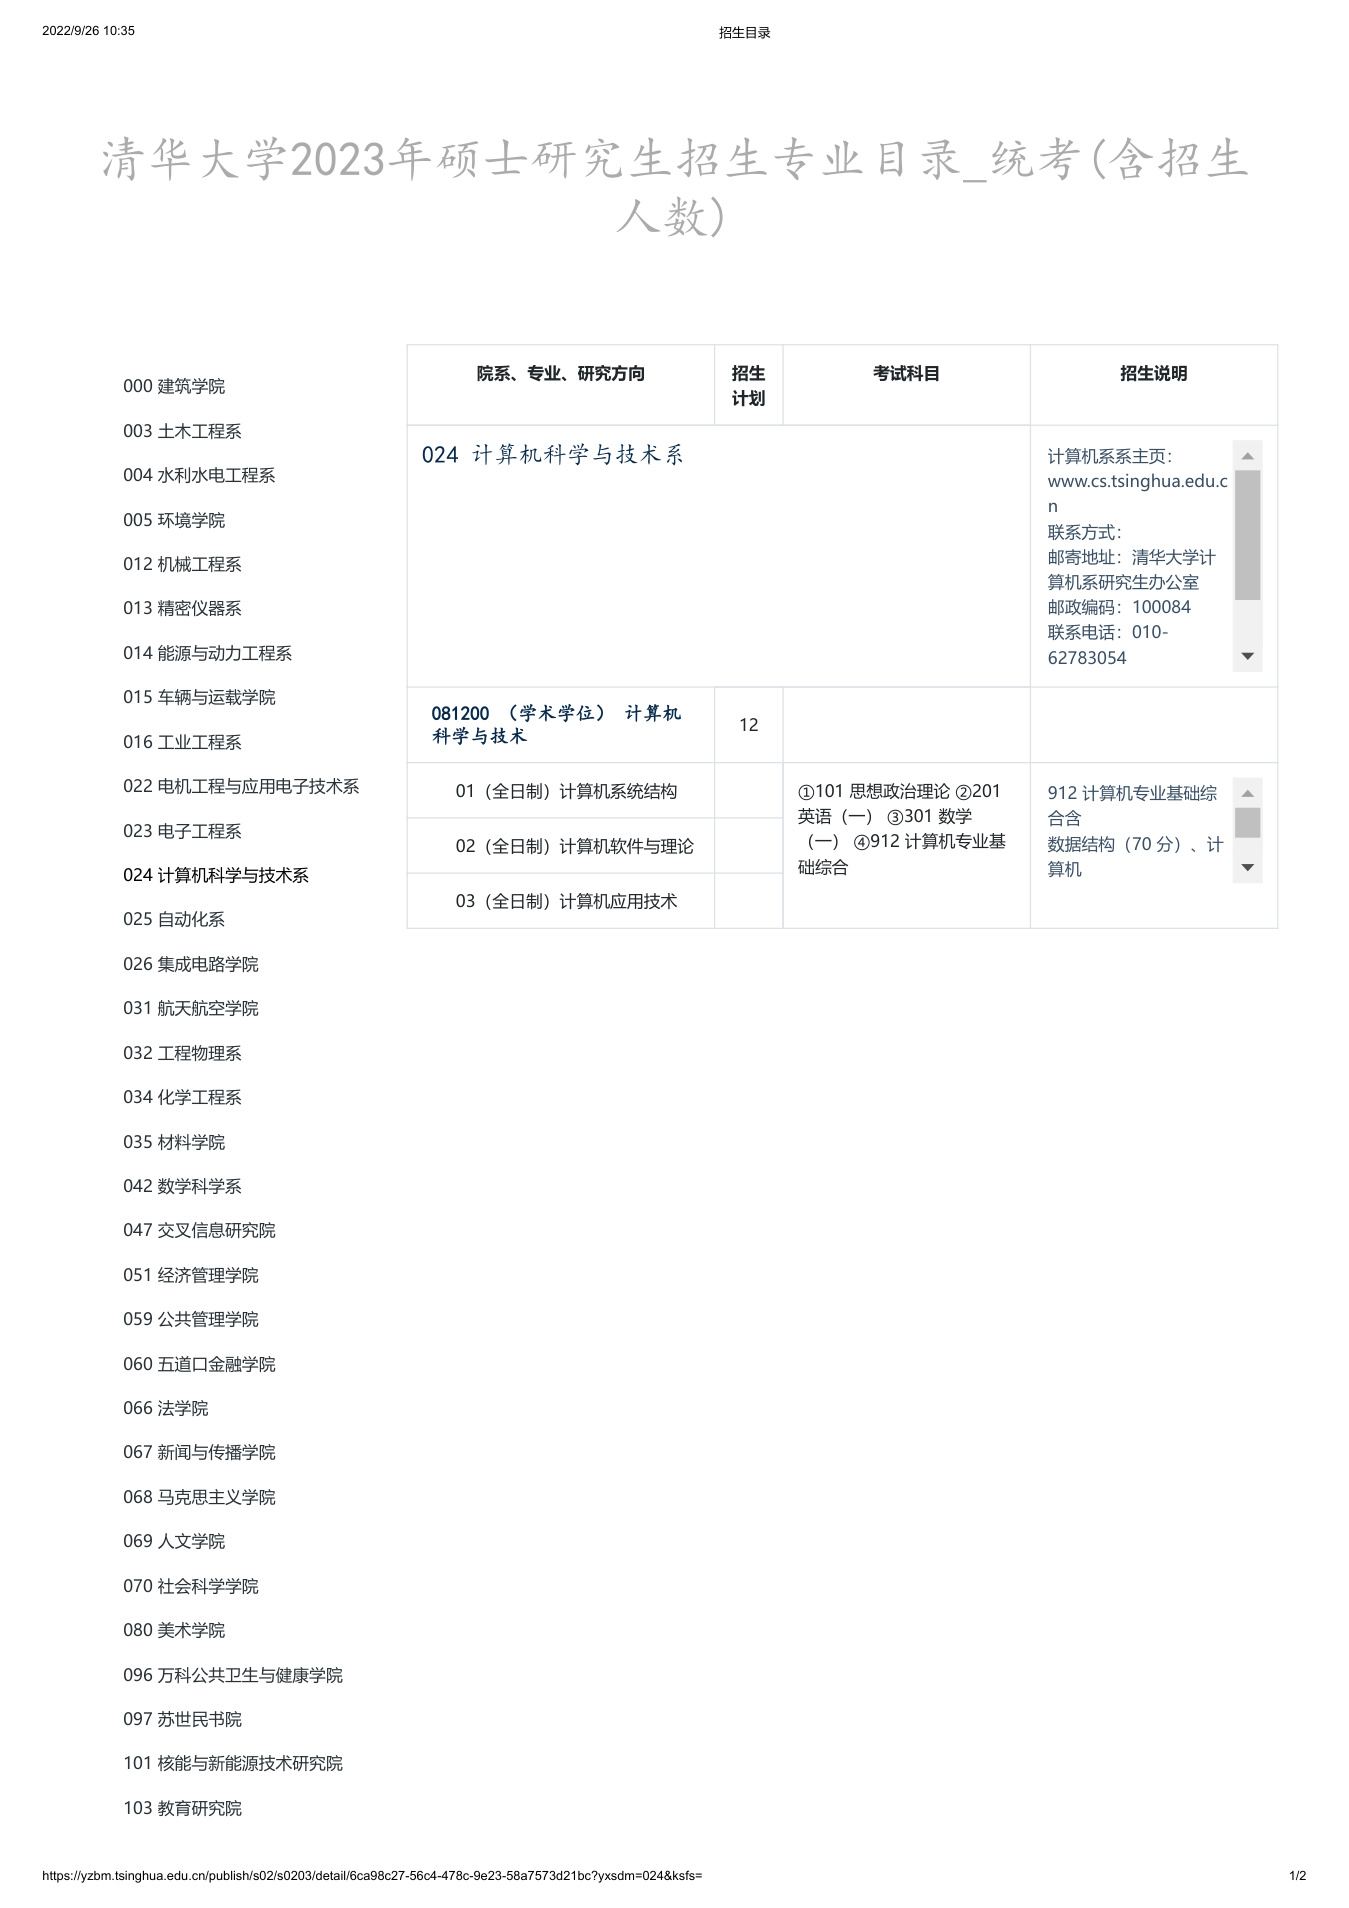 2022/9/26 10:35
招生目录
清华大学2023年硕士研究生招生专业目录_统考(含招生
人数)
000 建筑学院
003 土木工程系
004 水利水电工程系
005 环境学院
012 机械工程系
013 精密仪器系
014 能源与动力工程系
015 车辆与运载学院
016 工业工程系
022 电机工程与应用电子技术系
023 电子工程系
024 计算机科学与技术系
025 自动化系
026 集成电路学院
031 航天航空学院
032 工程物理系
034 化学工程系
035 材料学院
042 数学科学系
047 交叉信息研究院
051 经济管理学院
059 公共管理学院
060 五道口金融学院
066 法学院
067 新闻与传播学院
068 马克思主义学院
069 人文学院
070 社会科学学院
080 美术学院
096 万科公共卫生与健康学院
097 苏世民书院
101 核能与新能源技术研究院
103 教育研究院
院系、专业、研究方向
招生
计划
考试科目
招生说明
024 计算机科学与技术系
计算机系系主页：
www.cs.tsinghua.edu.c
n
联系方式：
邮寄地址：清华大学计
算机系研究生办公室
邮政编码：100084
联系电话：010-
62783054
081200 （学术学位） 计算机
科学与技术
12
01（全日制）计算机系统结构
02（全日制）计算机软件与理论
03（全日制）计算机应用技术
①101 思想政治理论 ②201
英语（一） ③301 数学
（一） ④912 计算机专业基
础综合
912 计算机专业基础综
合含
数据结构（70 分）、计
算机
https://yzbm.tsinghua.edu.cn/publish/s02/s0203/detail/6ca98c27-56c4-478c-9e23-58a7573d21bc?yxsdm=024&ksfs=
1/2